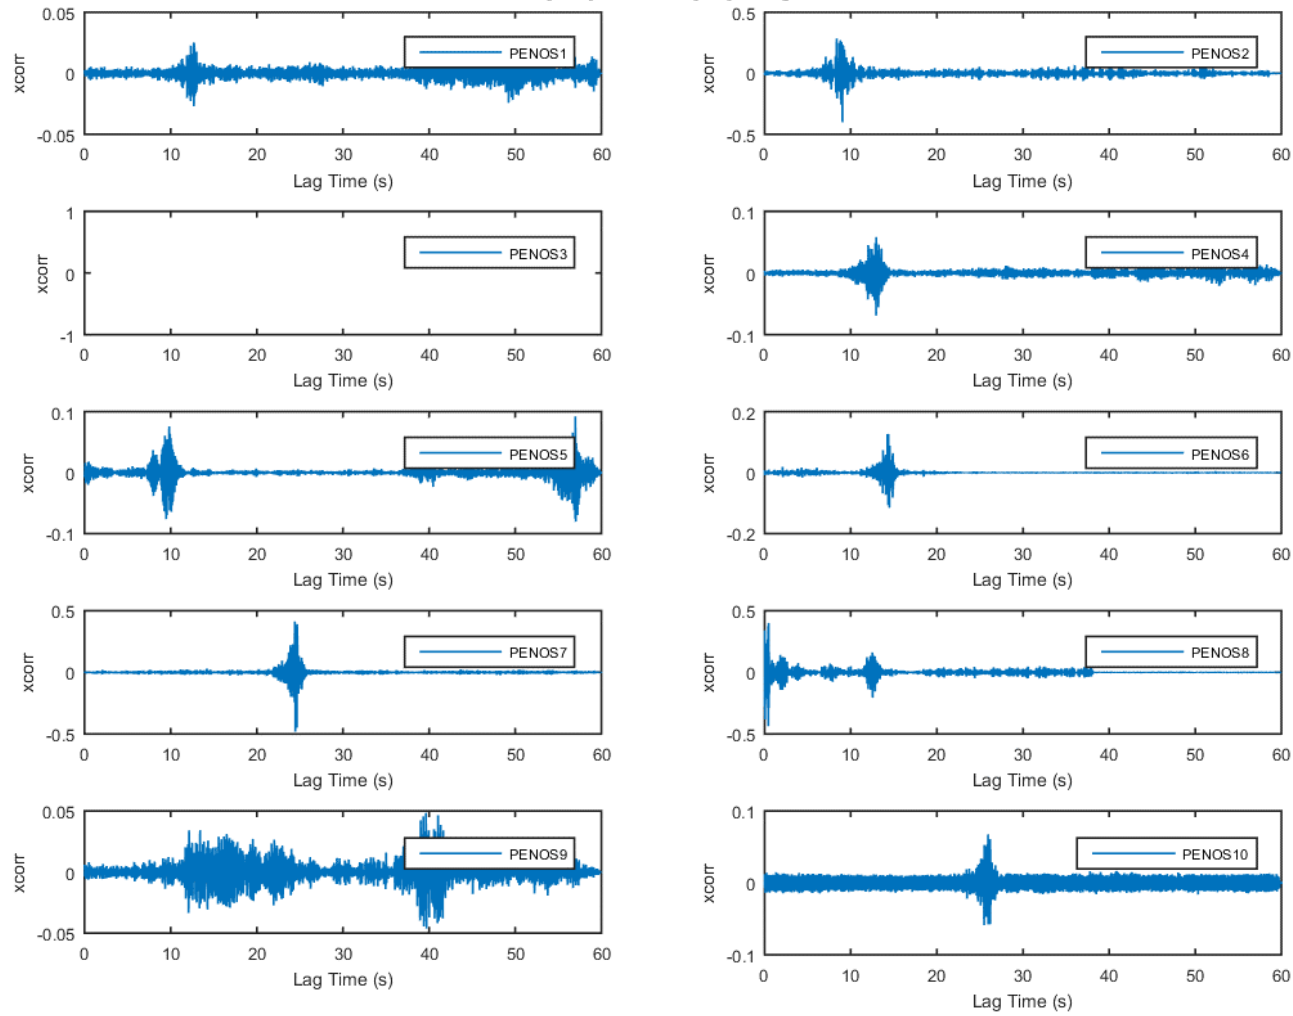 0.05
0
-0.05
xcorr
PENOS1
0 10 20 30 40 50 60
Lag Time (s)
0.5
0
-0.5
xcorr
PENOS2
0 10 20 30 40 50 60
Lag Time (s)
1
0
-1
xcorr
PENOS3
0 10 20 30 40 50 60
Lag Time (s)
0.1
0
-0.1
xcorr
PENOS4
0 10 20 30 40 50 60
Lag Time (s)
0.1
0
-0.1
xcorr
PENOS5
0 10 20 30 40 50 60
Lag Time (s)
0.2
0
-0.2
xcorr
PENOS6
0 10 20 30 40 50 60
Lag Time (s)
0.5
0
-0.5
xcorr
PENOS7
0 10 20 30 40 50 60
Lag Time (s)
0.5
0
-0.5
xcorr
PENOS8
0 10 20 30 40 50 60
Lag Time (s)
0.05
0
-0.05
xcorr
PENOS9
0 10 20 30 40 50 60
Lag Time (s)
0.1
0
-0.1
xcorr
PENOS10
0 10 20 30 40 50 60
Lag Time (s)